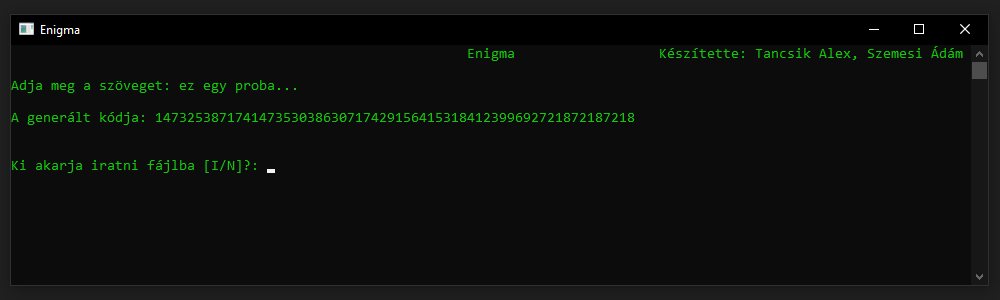 Enigma
Enigma Készítette: Tancsik Alex, Szemesi Ádám
Adja meg a szöveget: ez egy proba...
A generált kódja: 147325387174147353038630717429156415318412399692721872187218
Ki akarja iratni fájlba [I/N]?: